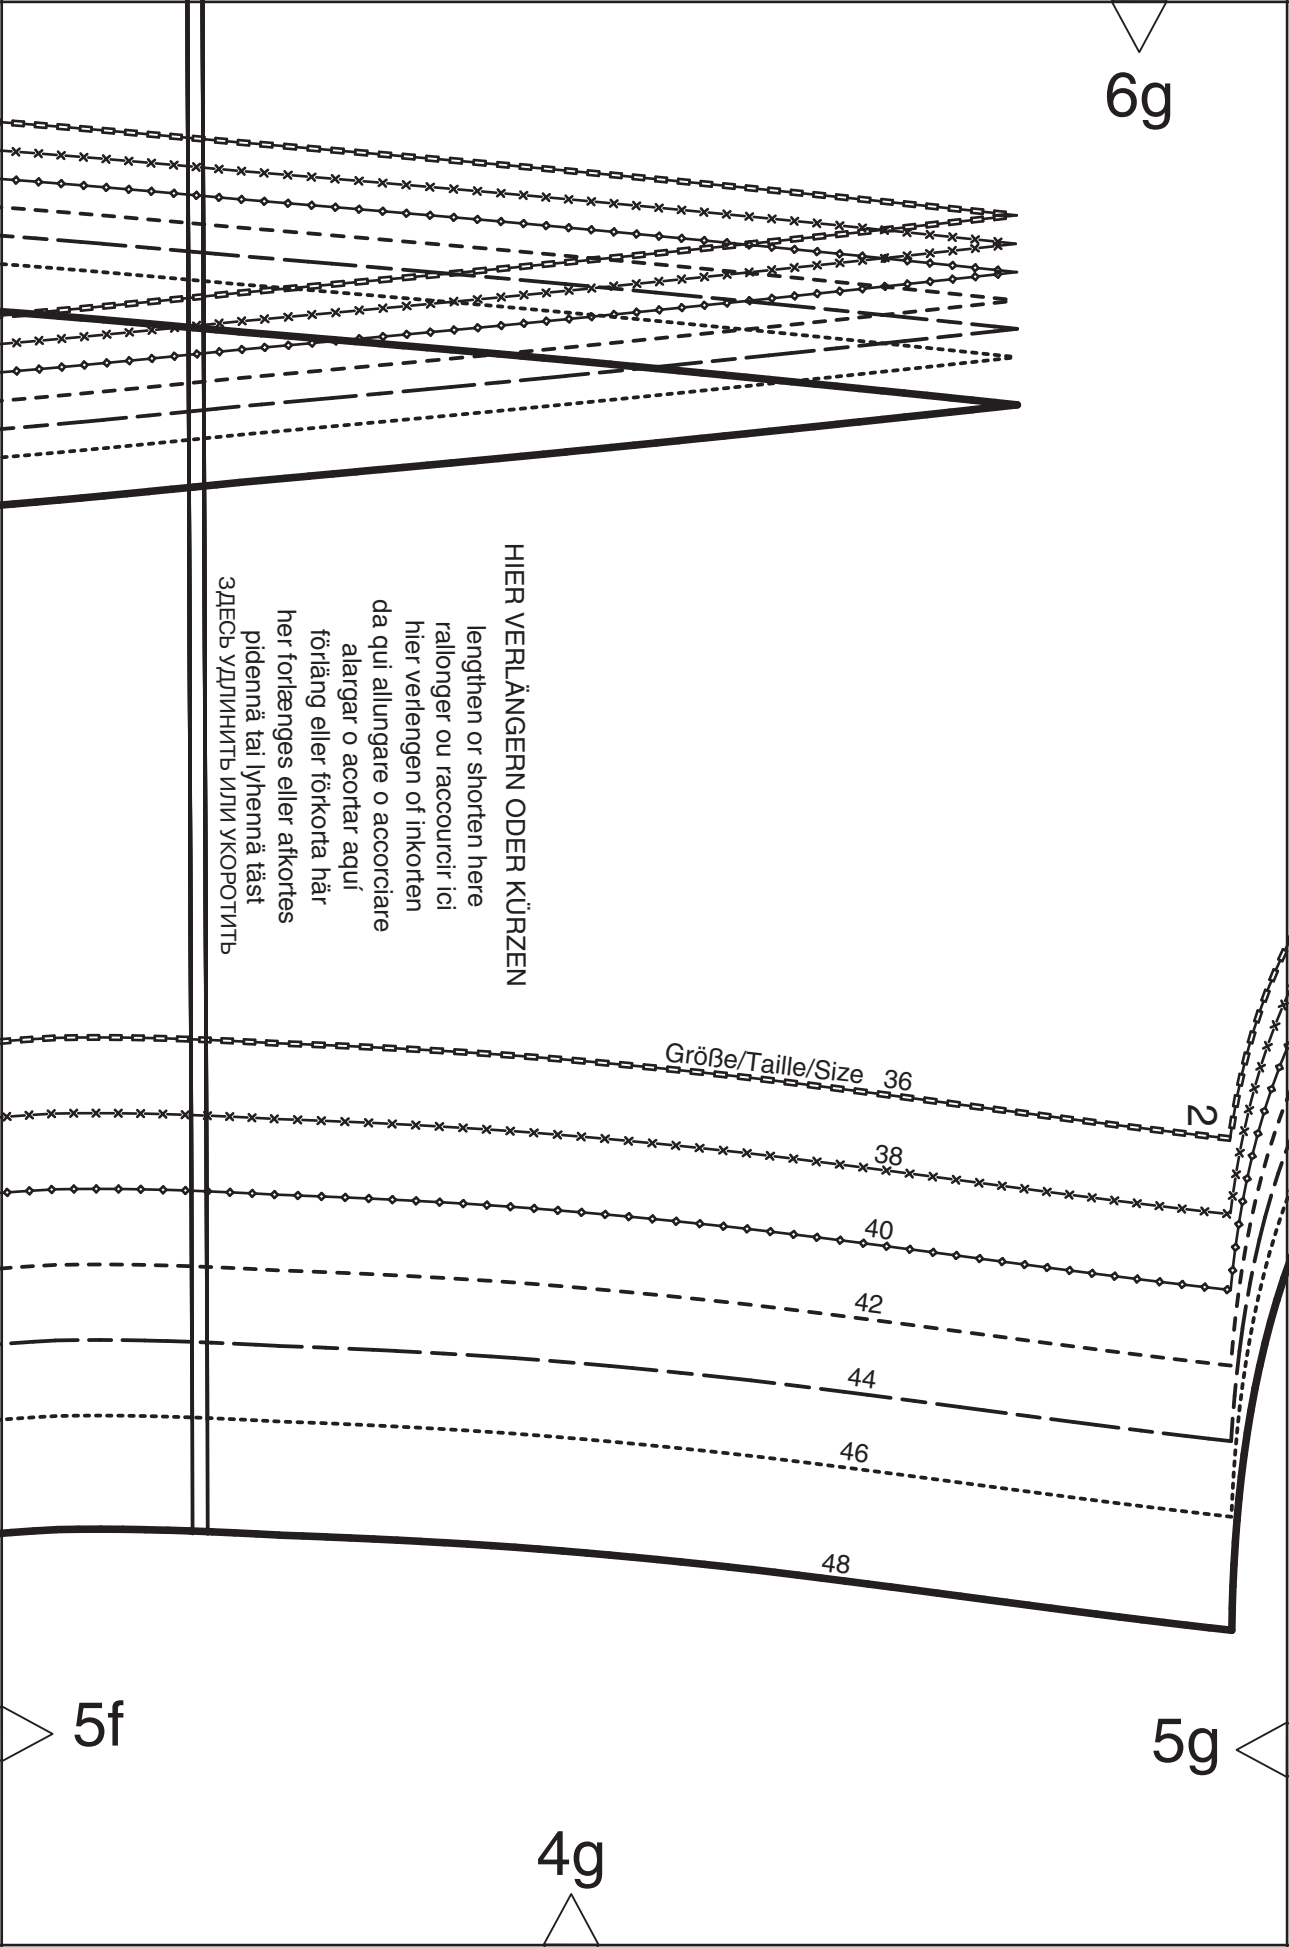 6g
HIER VERLÄNGERN ODER KÜRZEN
lengthen or shorten here
rallonger ou raccourcir ici
hier verlengen of inkorten
da qui allungare o accorciare
alargar o acortar aquí
förläng eller förkorta här
her forlænges eller afkortes
pidennä tai lyhennä täst
ЗДЕСЬ УДЛИНИТЬ ИЛИ УКОРОТИТЬ
Größe/Taille/Size 36
2
38
40
42
44
46
48
5f
5g
4g